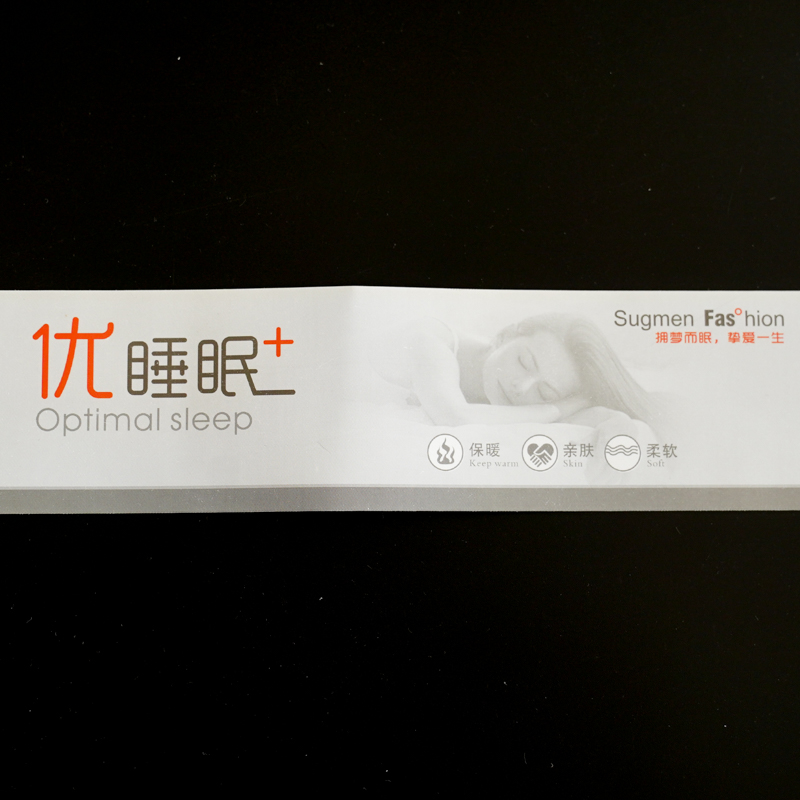 优睡眠+
Optimal sleep
Sugmen Fas°hion
拥梦而眠，挚爱一生
保暖
Keep warm
亲肤
Skin
柔软
Soft